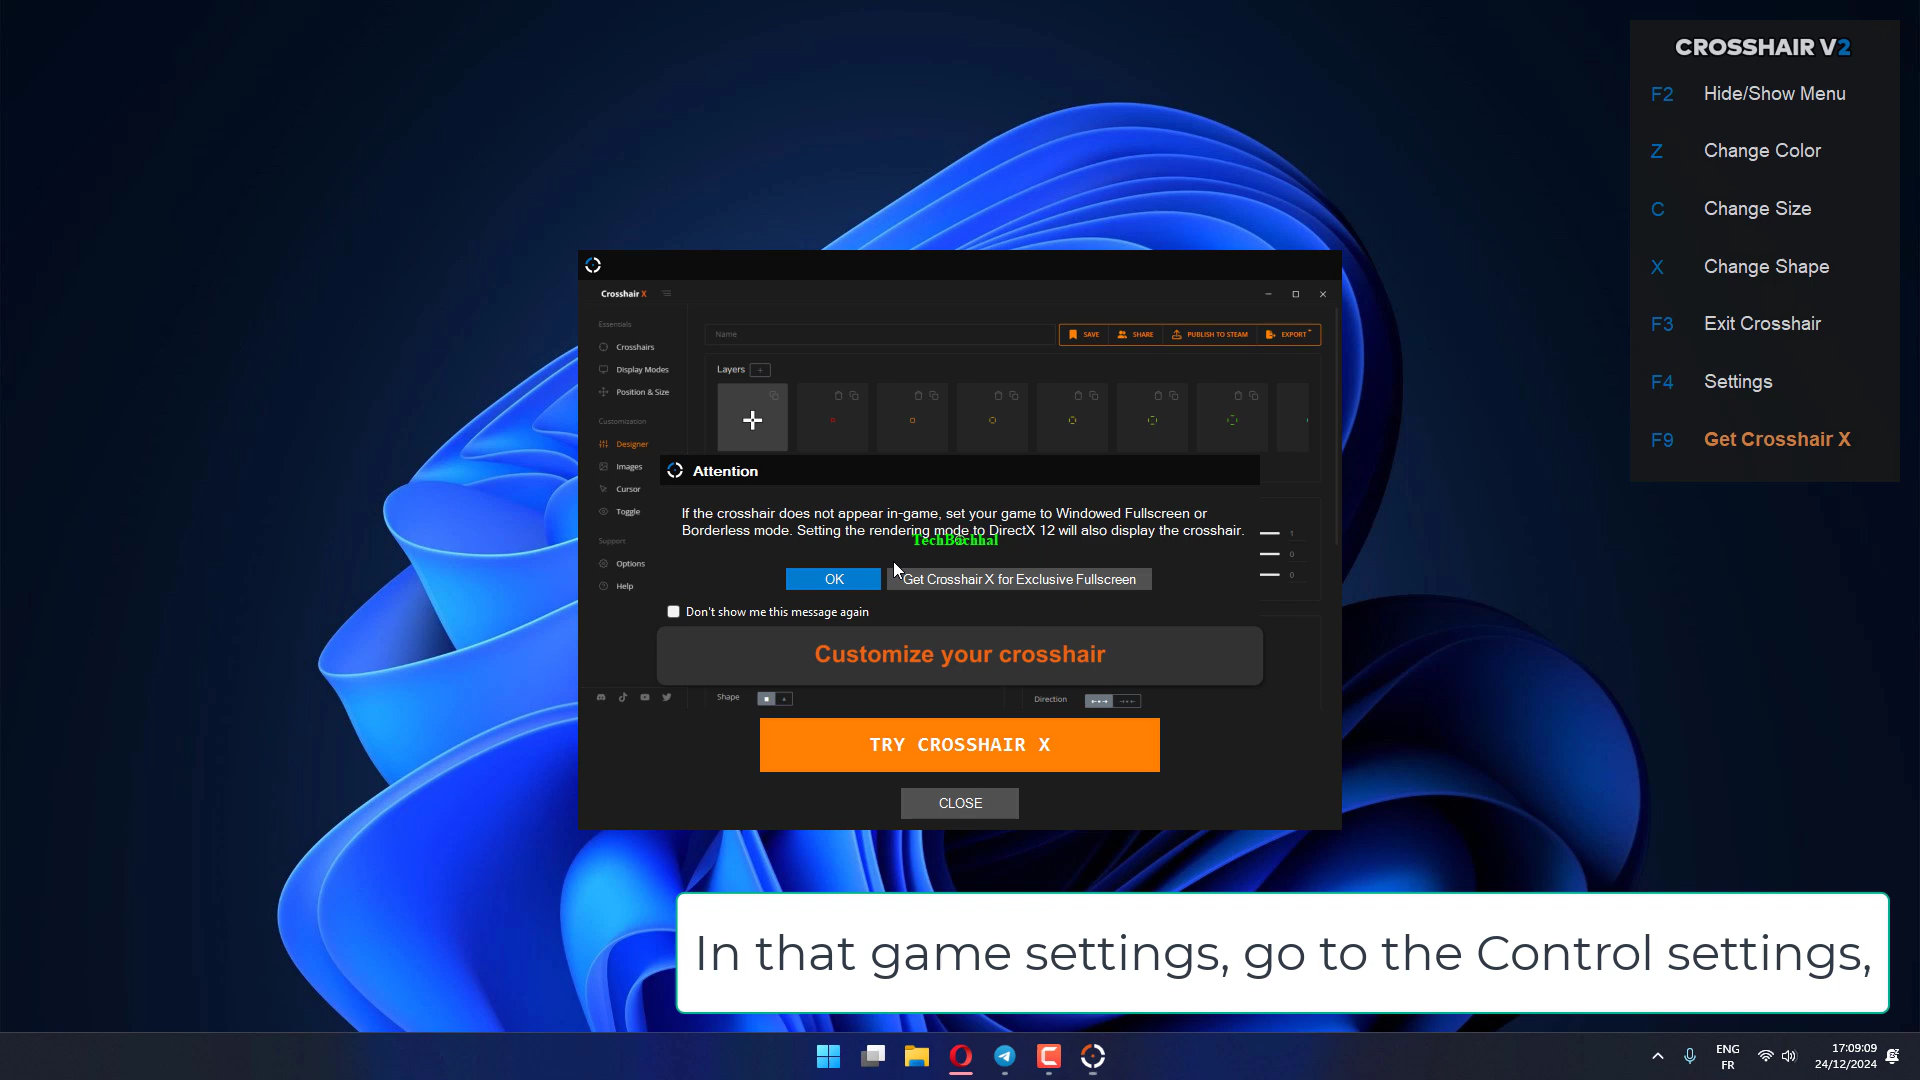 CROSSHAIR V2
F2 Hide/Show Menu
Z Change Color
C Change Size
X Change Shape
F3 Exit Crosshair
F4 Settings
F9 Get Crosshair X
Crosshair X
Essentials
Crosshairs
Display Modes
Position & Size
Customization
Designer
Images
Cursor
Toggle
Support
Options
Help
Name
SAVE
SHARE
PUBLISH TO STEAM
EXPORT
Layers
+
1
0
0
Attention
If the crosshair does not appear in-game, set your game to Windowed Fullscreen or
Borderless mode. Setting the rendering mode to DirectX 12 will also display the crosshair.
TechBachhal
OK
Get Crosshair X for Exclusive Fullscreen
Don't show me this message again
Customize your crosshair
Shape
Direction
TRY CROSSHAIR X
CLOSE
In that game settings, go to the Control settings,
ENG
FR
17:09:09
24/12/2024